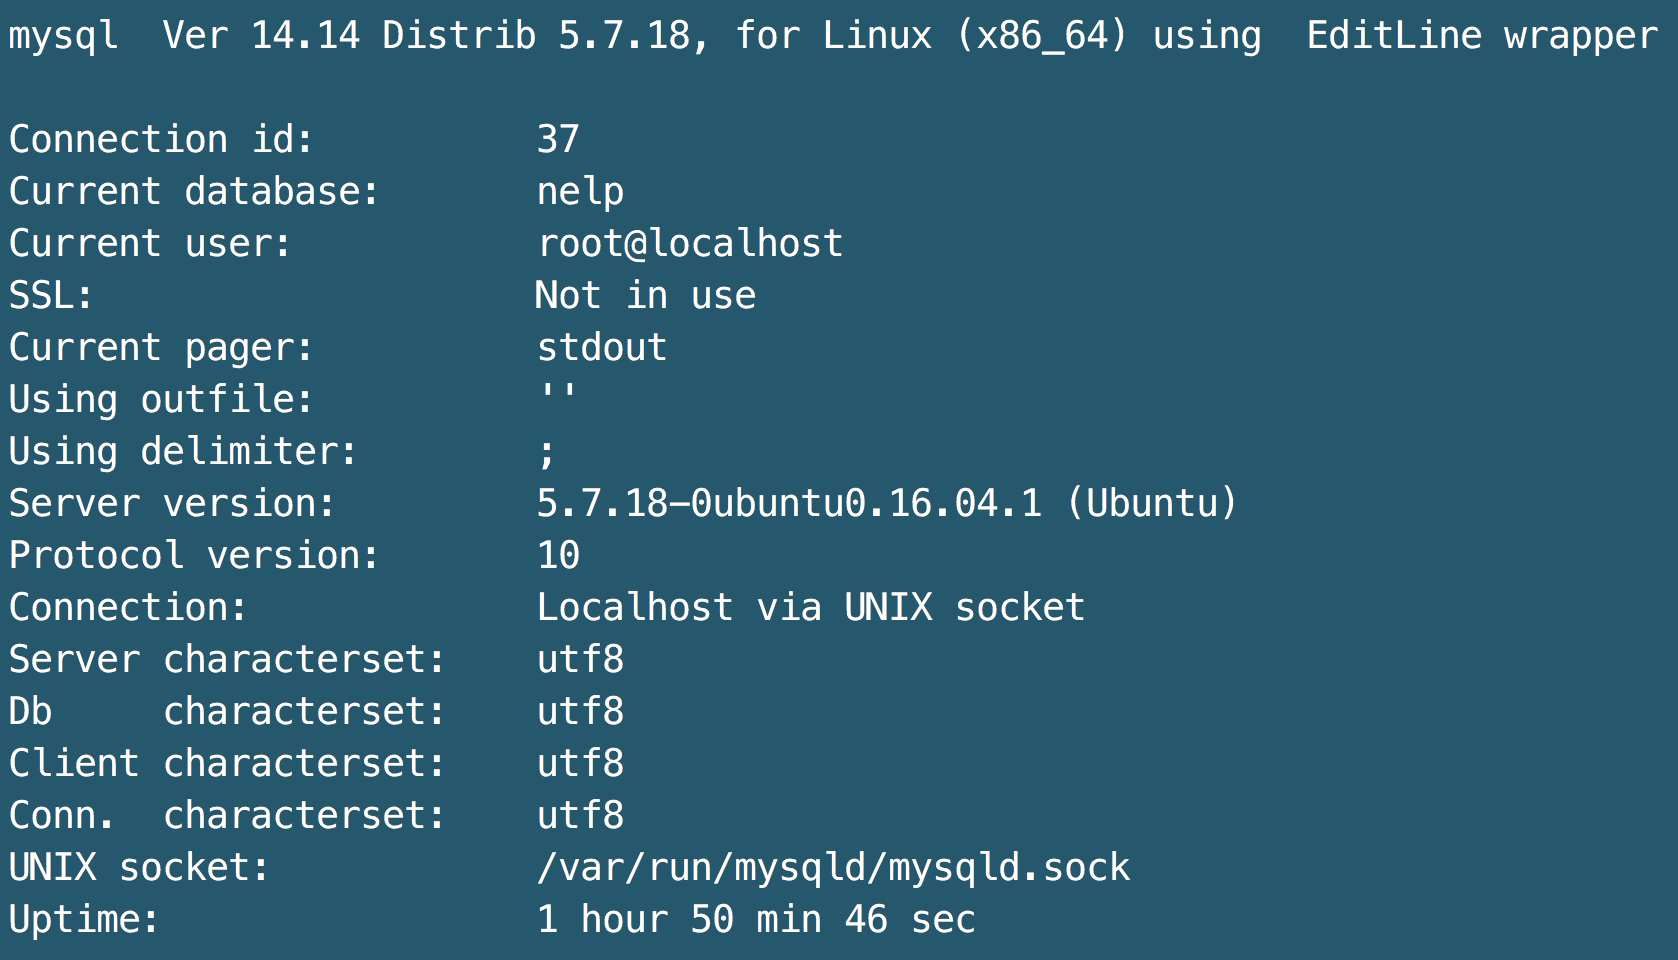 mysql  Ver 14.14 Distrib 5.7.18, for Linux (x86_64) using  EditLine wrapper
Connection id:          37
Current database:       nelp
Current user:           root@localhost
SSL:                    Not in use
Current pager:          stdout
Using outfile:          ''
Using delimiter:        ;
Server version:         5.7.18-0ubuntu0.16.04.1 (Ubuntu)
Protocol version:       10
Connection:             Localhost via UNIX socket
Server characterset:    utf8
Db     characterset:    utf8
Client characterset:    utf8
Conn.  characterset:    utf8
UNIX socket:            /var/run/mysqld/mysqld.sock
Uptime:                 1 hour 50 min 46 sec